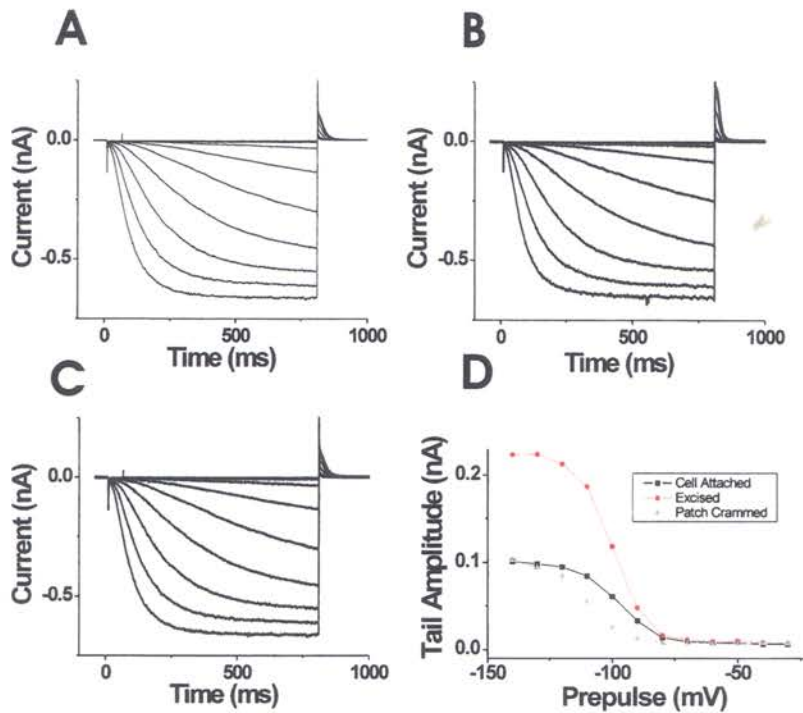 A
B
Current (nA)
0.0
-0.5
0
500
1000
Time (ms)
Current (nA)
0.0
-0.5
0
500
1000
Time (ms)
C
D
Current (nA)
0.0
-0.5
0
500
1000
Time (ms)
Tail Amplitude (nA)
0.2
0.1
0.0
Cell Attached
Excised
Patch Crammed
-150
-100
-50
Prepulse (mV)